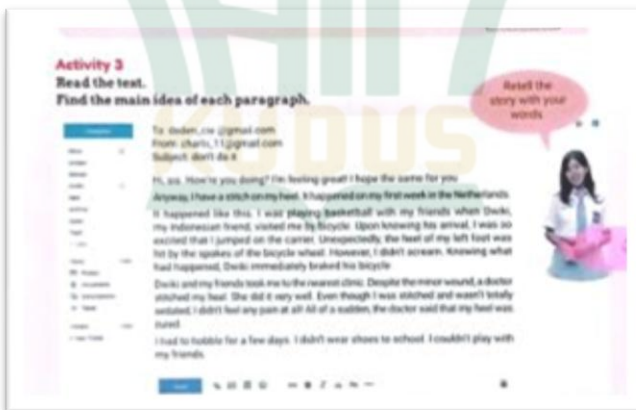 Activity 3
Read the text.
Find the main idea of each paragraph.
Retell the
story with your
words
To: deden_cw @gmail.com
From: charlo_11@gmail.com
Subject: don't do it
Hi, sis. How're you doing? I'm feeling great! I hope the same for you
Anyway, I have a stitch on my heel. It happened on my first week in the Netherlands
It happened like this. I was playing basketball with my friends when Dwiki,
my Indonesian friend, visited me by bicycle. Upon knowing his arrival, I was so
excited that I jumped on the carrier. Unexpectedly, the heel of my left foot was
hit by the spokes of the bicycle wheel. However, I didn't scream. Knowing what
had happened, Dwiki immediately braked his bicycle
Dwiki and my friends took me to the nearest clinic. Despite the minor wound, a doctor
stitched my heel. She did it very well. Even though I was stitched and wasn't totally
sedated, I didn't feel any pain at all! All of a sudden, the doctor said that my heel was
cured.
I had to hobble for a few days. I didn't wear shoes to school. I couldn't play with
my friends.
KUDUS